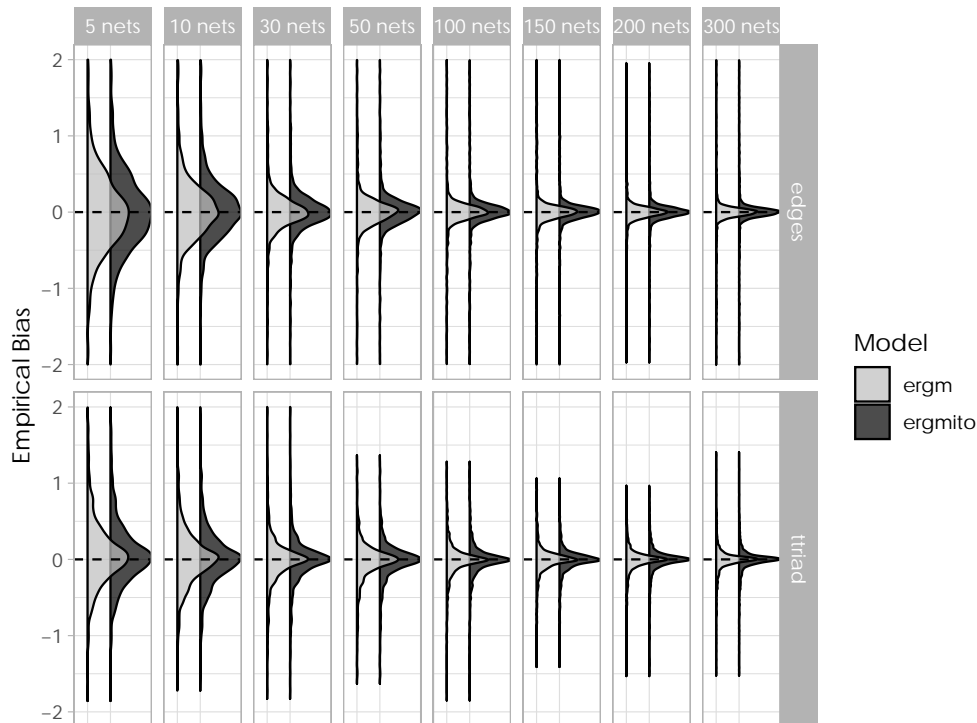 5 nets 10 nets 30 nets 50 nets 100 nets 150 nets 200 nets 300 nets
2
1
0
−1
−2
edges
2
1
0
−1
−2
ttriad
Empirical Bias
Model
ergm
ergmito